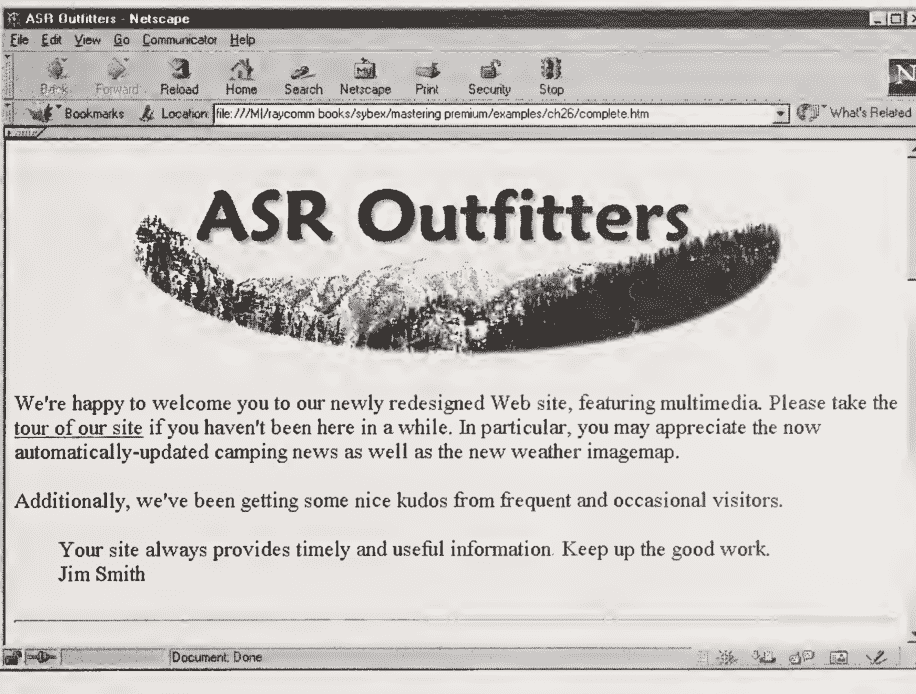 ASR Outfitters - Netscape
File Edit View Go Communicator Help
Back Forward Reload Home Search Netscape Print Security Stop
Bookmarks Location: file:///M|/raycomm books/sybex/mastering premium/examples/ch26/complete.htm What's Related
Home
ASR Outfitters
We're happy to welcome you to our newly redesigned Web site, featuring multimedia. Please take the
tour of our site if you haven't been here in a while. In particular, you may appreciate the now
automatically-updated camping news as well as the new weather imagemap.
Additionally, we've been getting some nice kudos from frequent and occasional visitors.
Your site always provides timely and useful information. Keep up the good work.
Jim Smith
Document: Done